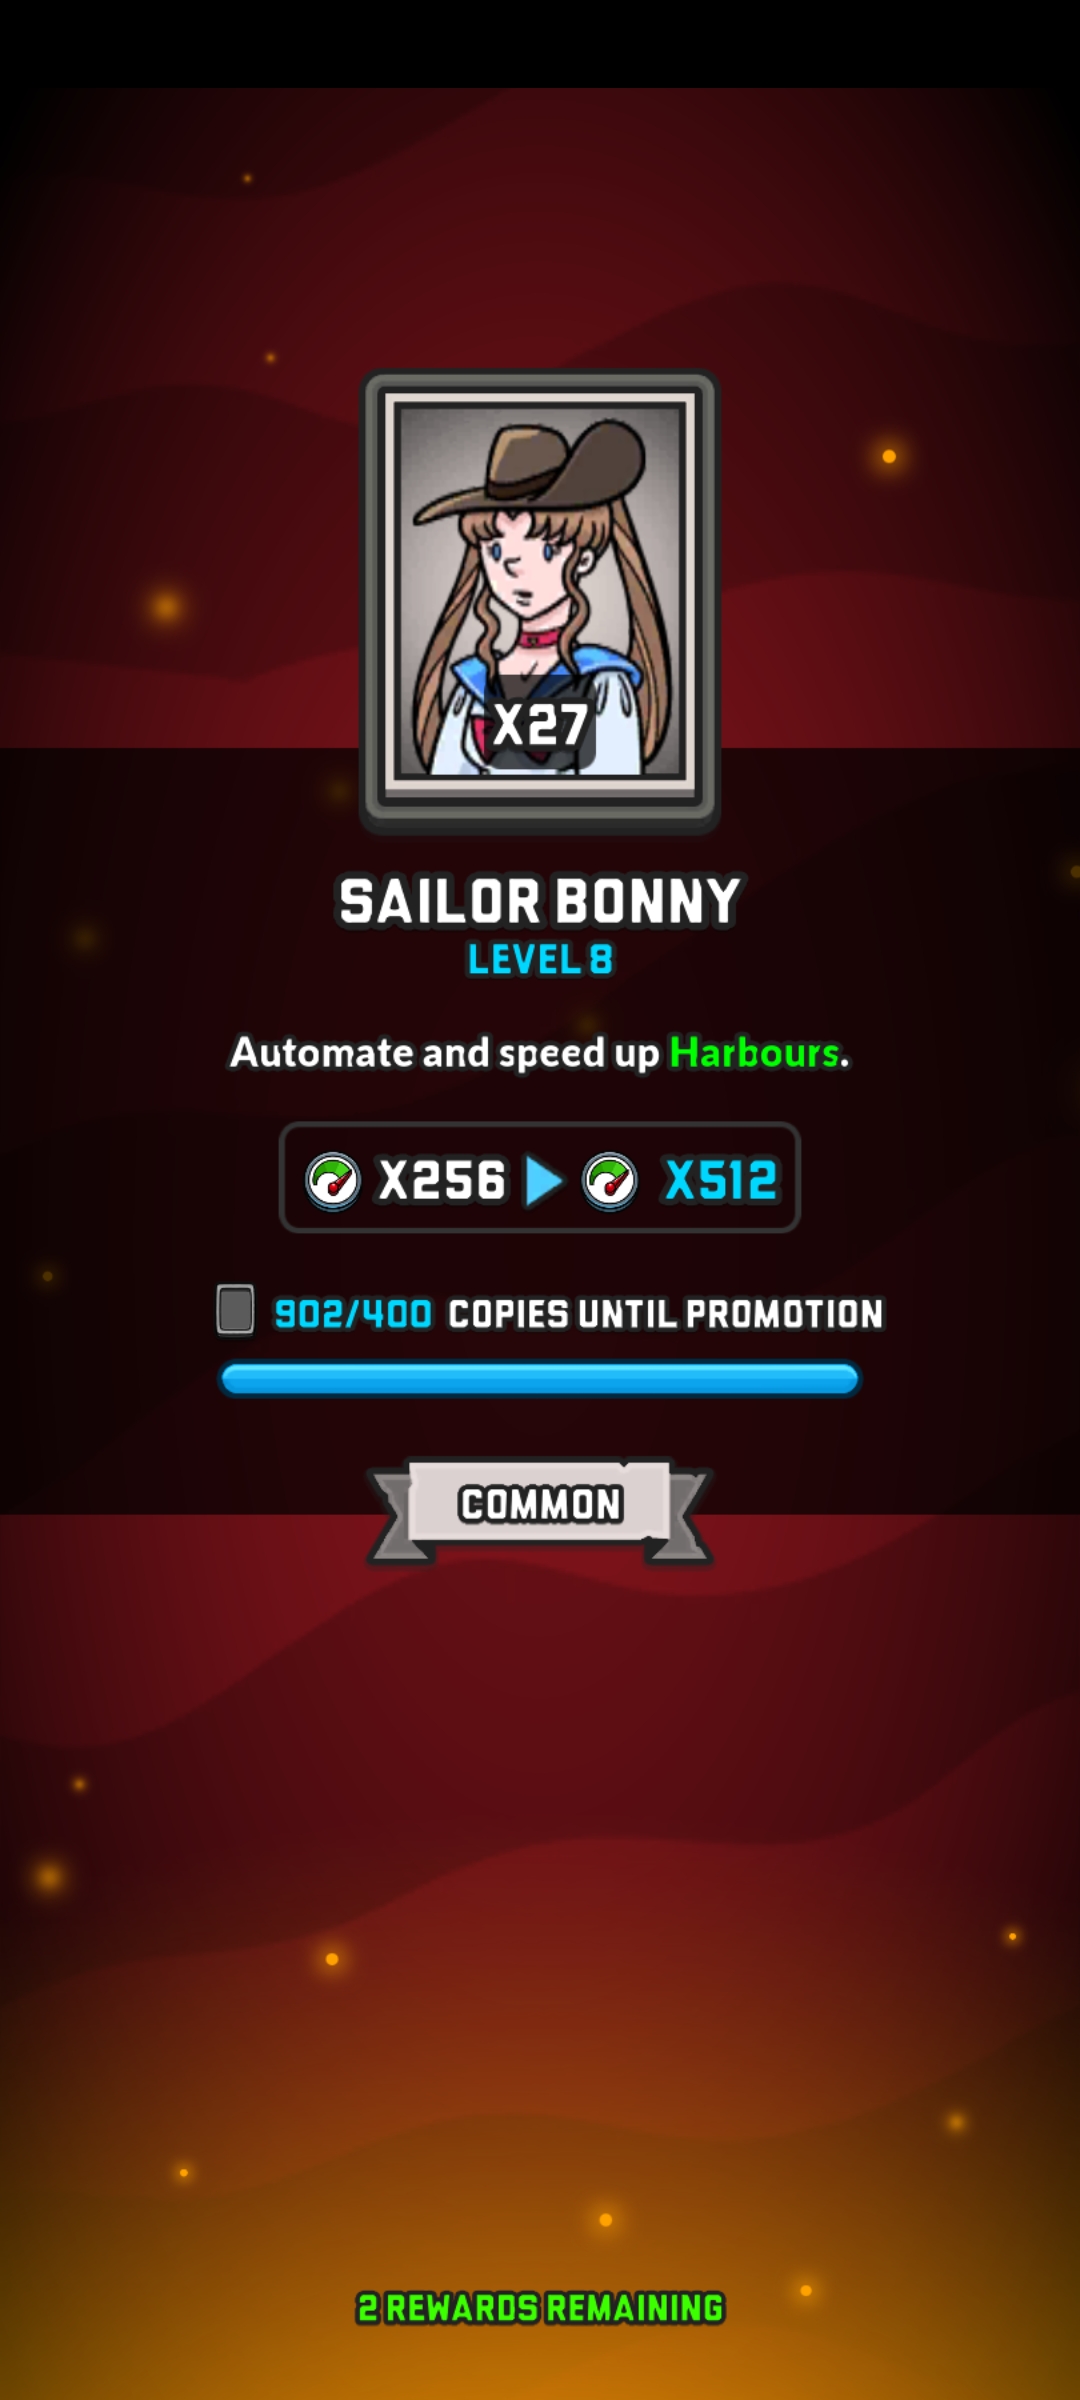 X27
SAILOR BONNY
LEVEL 8
Automate and speed up Harbours.
X256 X512
902/400 COPIES UNTIL PROMOTION
COMMON
2 REWARDS REMAINING